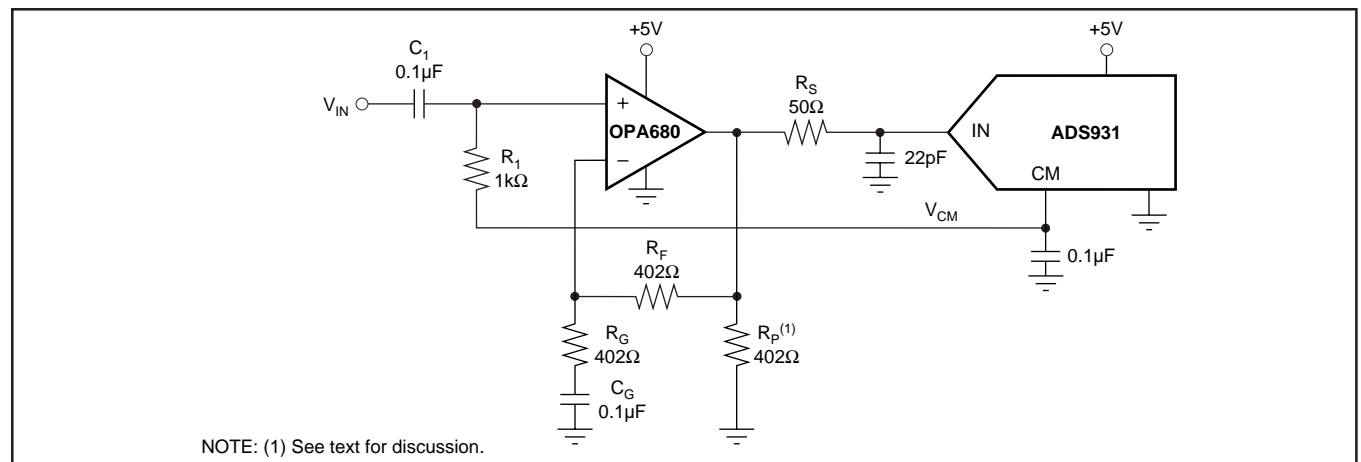 +5V
+5V
C1
0.1µF
RS
50Ω
VIN
+
OPA680
–
IN
ADS931
R1
1kΩ
22pF
CM
VCM
RF
402Ω
0.1µF
RG
402Ω
RP(1)
402Ω
CG
0.1µF
NOTE: (1) See text for discussion.